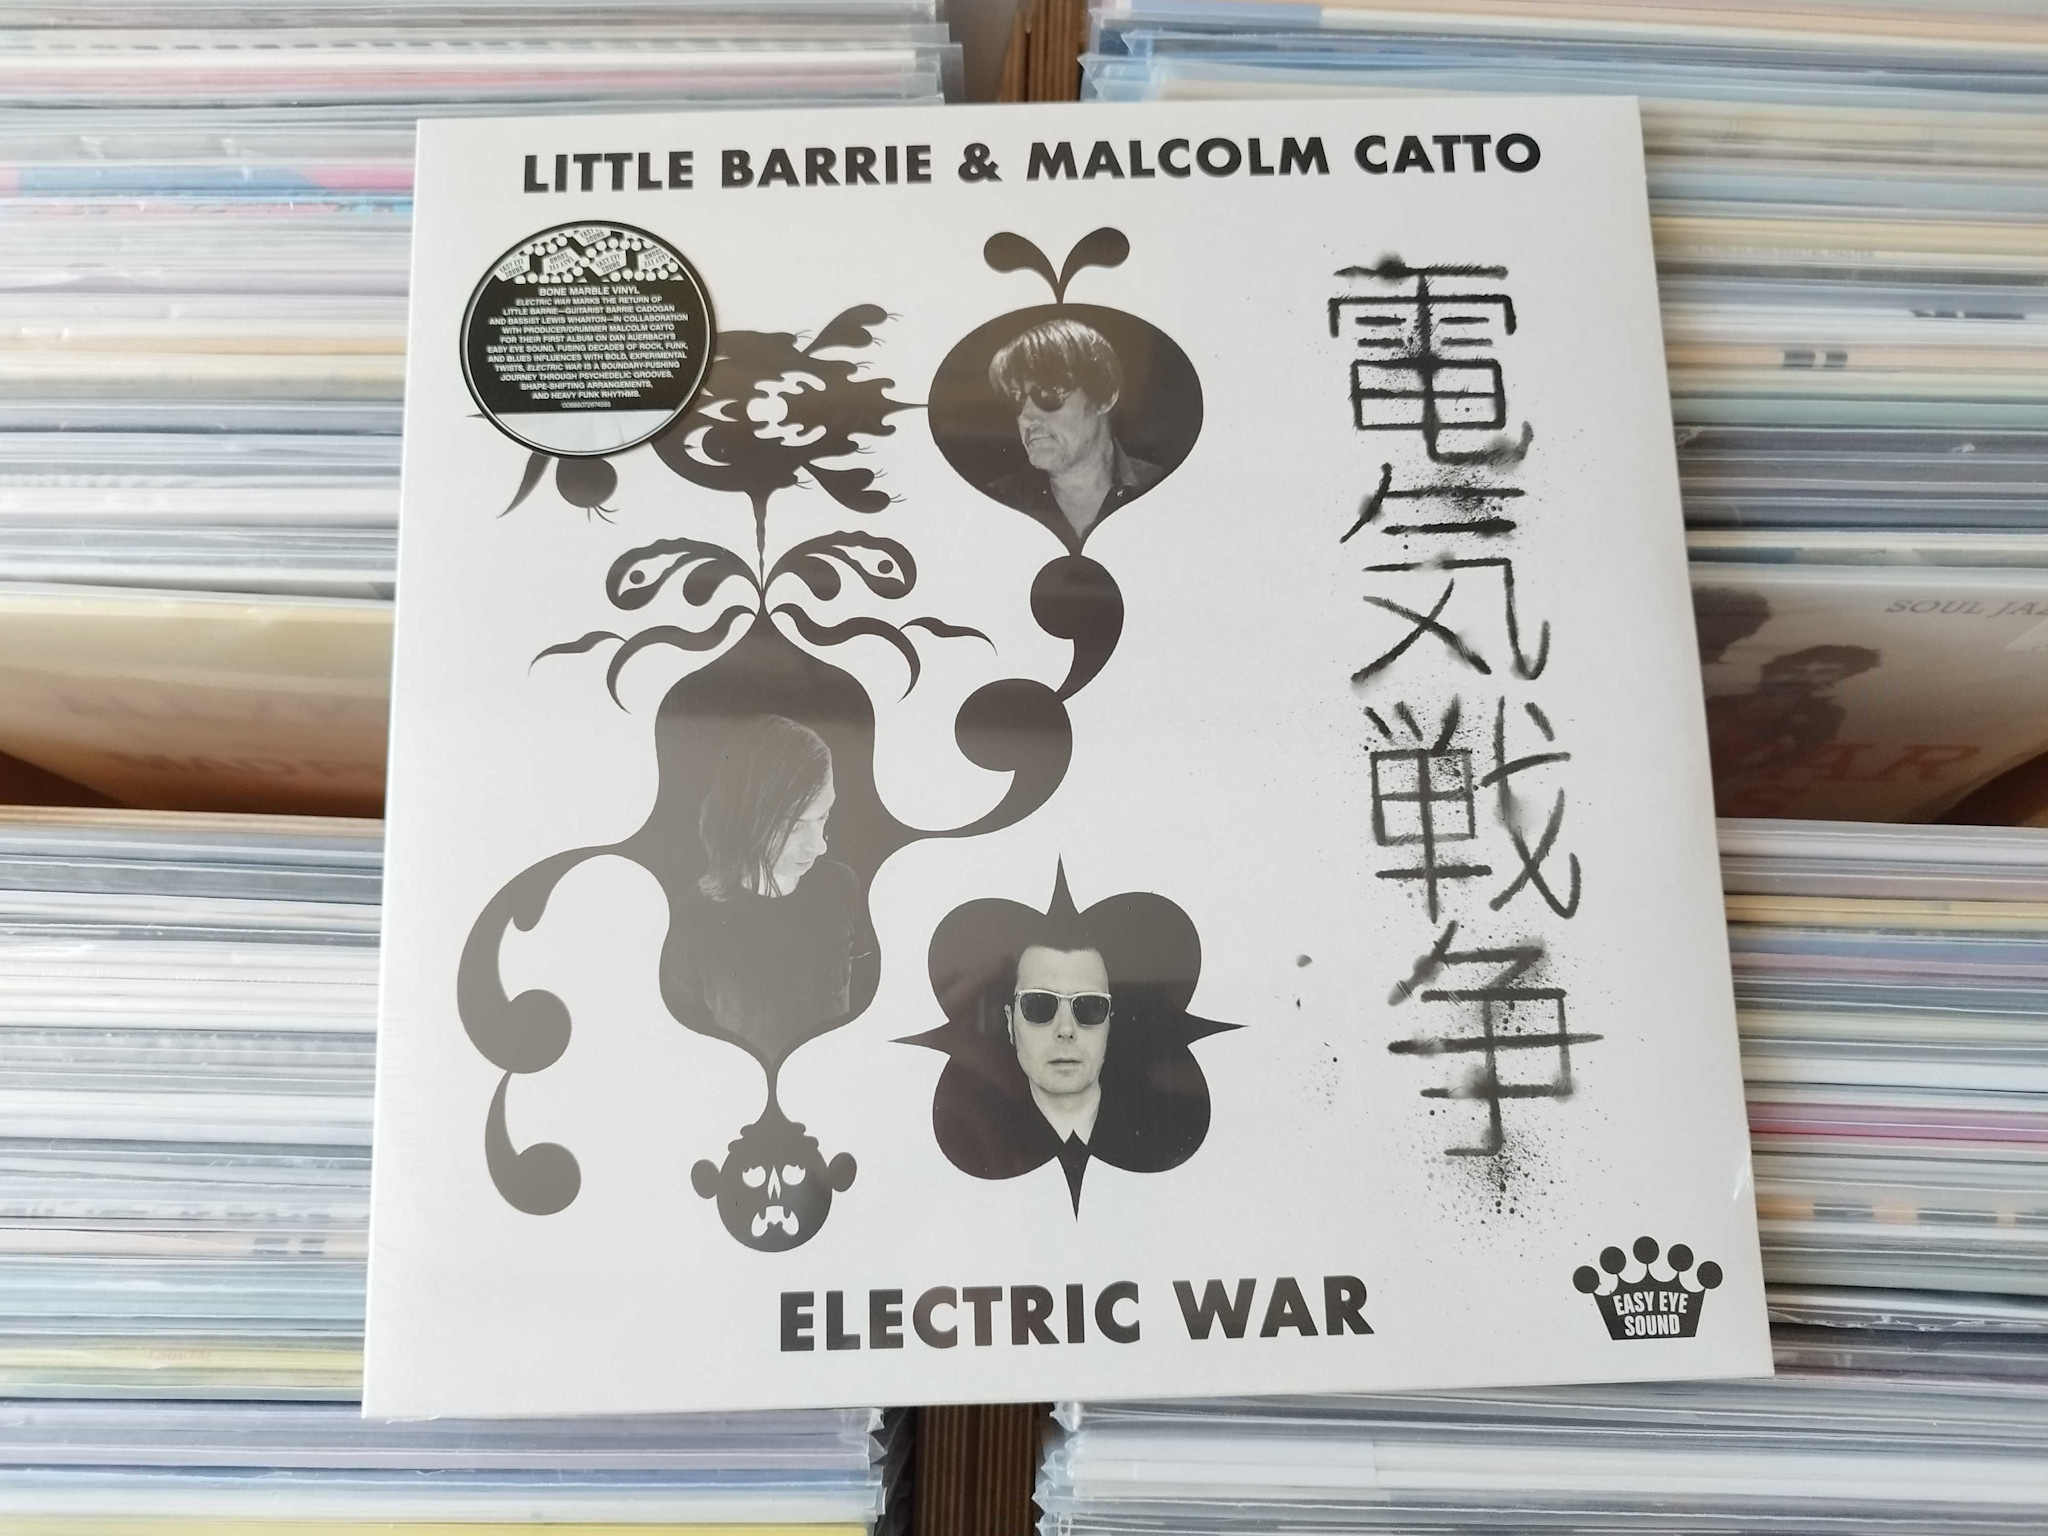 LITTLE BARRIE & MALCOLM CATTO
EASY EYE
SOUND
BONE MARBLE VINYL
ELECTRIC WAR MARKS THE RETURN OF
LITTLE BARRIE—GUITARIST BARRIE CADOGAN
AND BASSIST LEWIS WHARTON—IN COLLABORATION
WITH PRODUCER/DRUMMER MALCOLM CATTO
FOR THEIR FIRST ALBUM ON DAN AUERBACH'S
EASY EYE SOUND. FUSING DECADES OF ROCK, FUNK,
AND BLUES INFLUENCES WITH BOLD, EXPERIMENTAL
TWISTS, ELECTRIC WAR IS A BOUNDARY-PUSHING
JOURNEY THROUGH PSYCHEDELIC GROOVES,
SHAPE-SHIFTING ARRANGEMENTS,
AND HEAVY FUNK RHYTHMS.
電気戦争
SOUL
ELECTRIC WAR
EASY EYE
SOUND